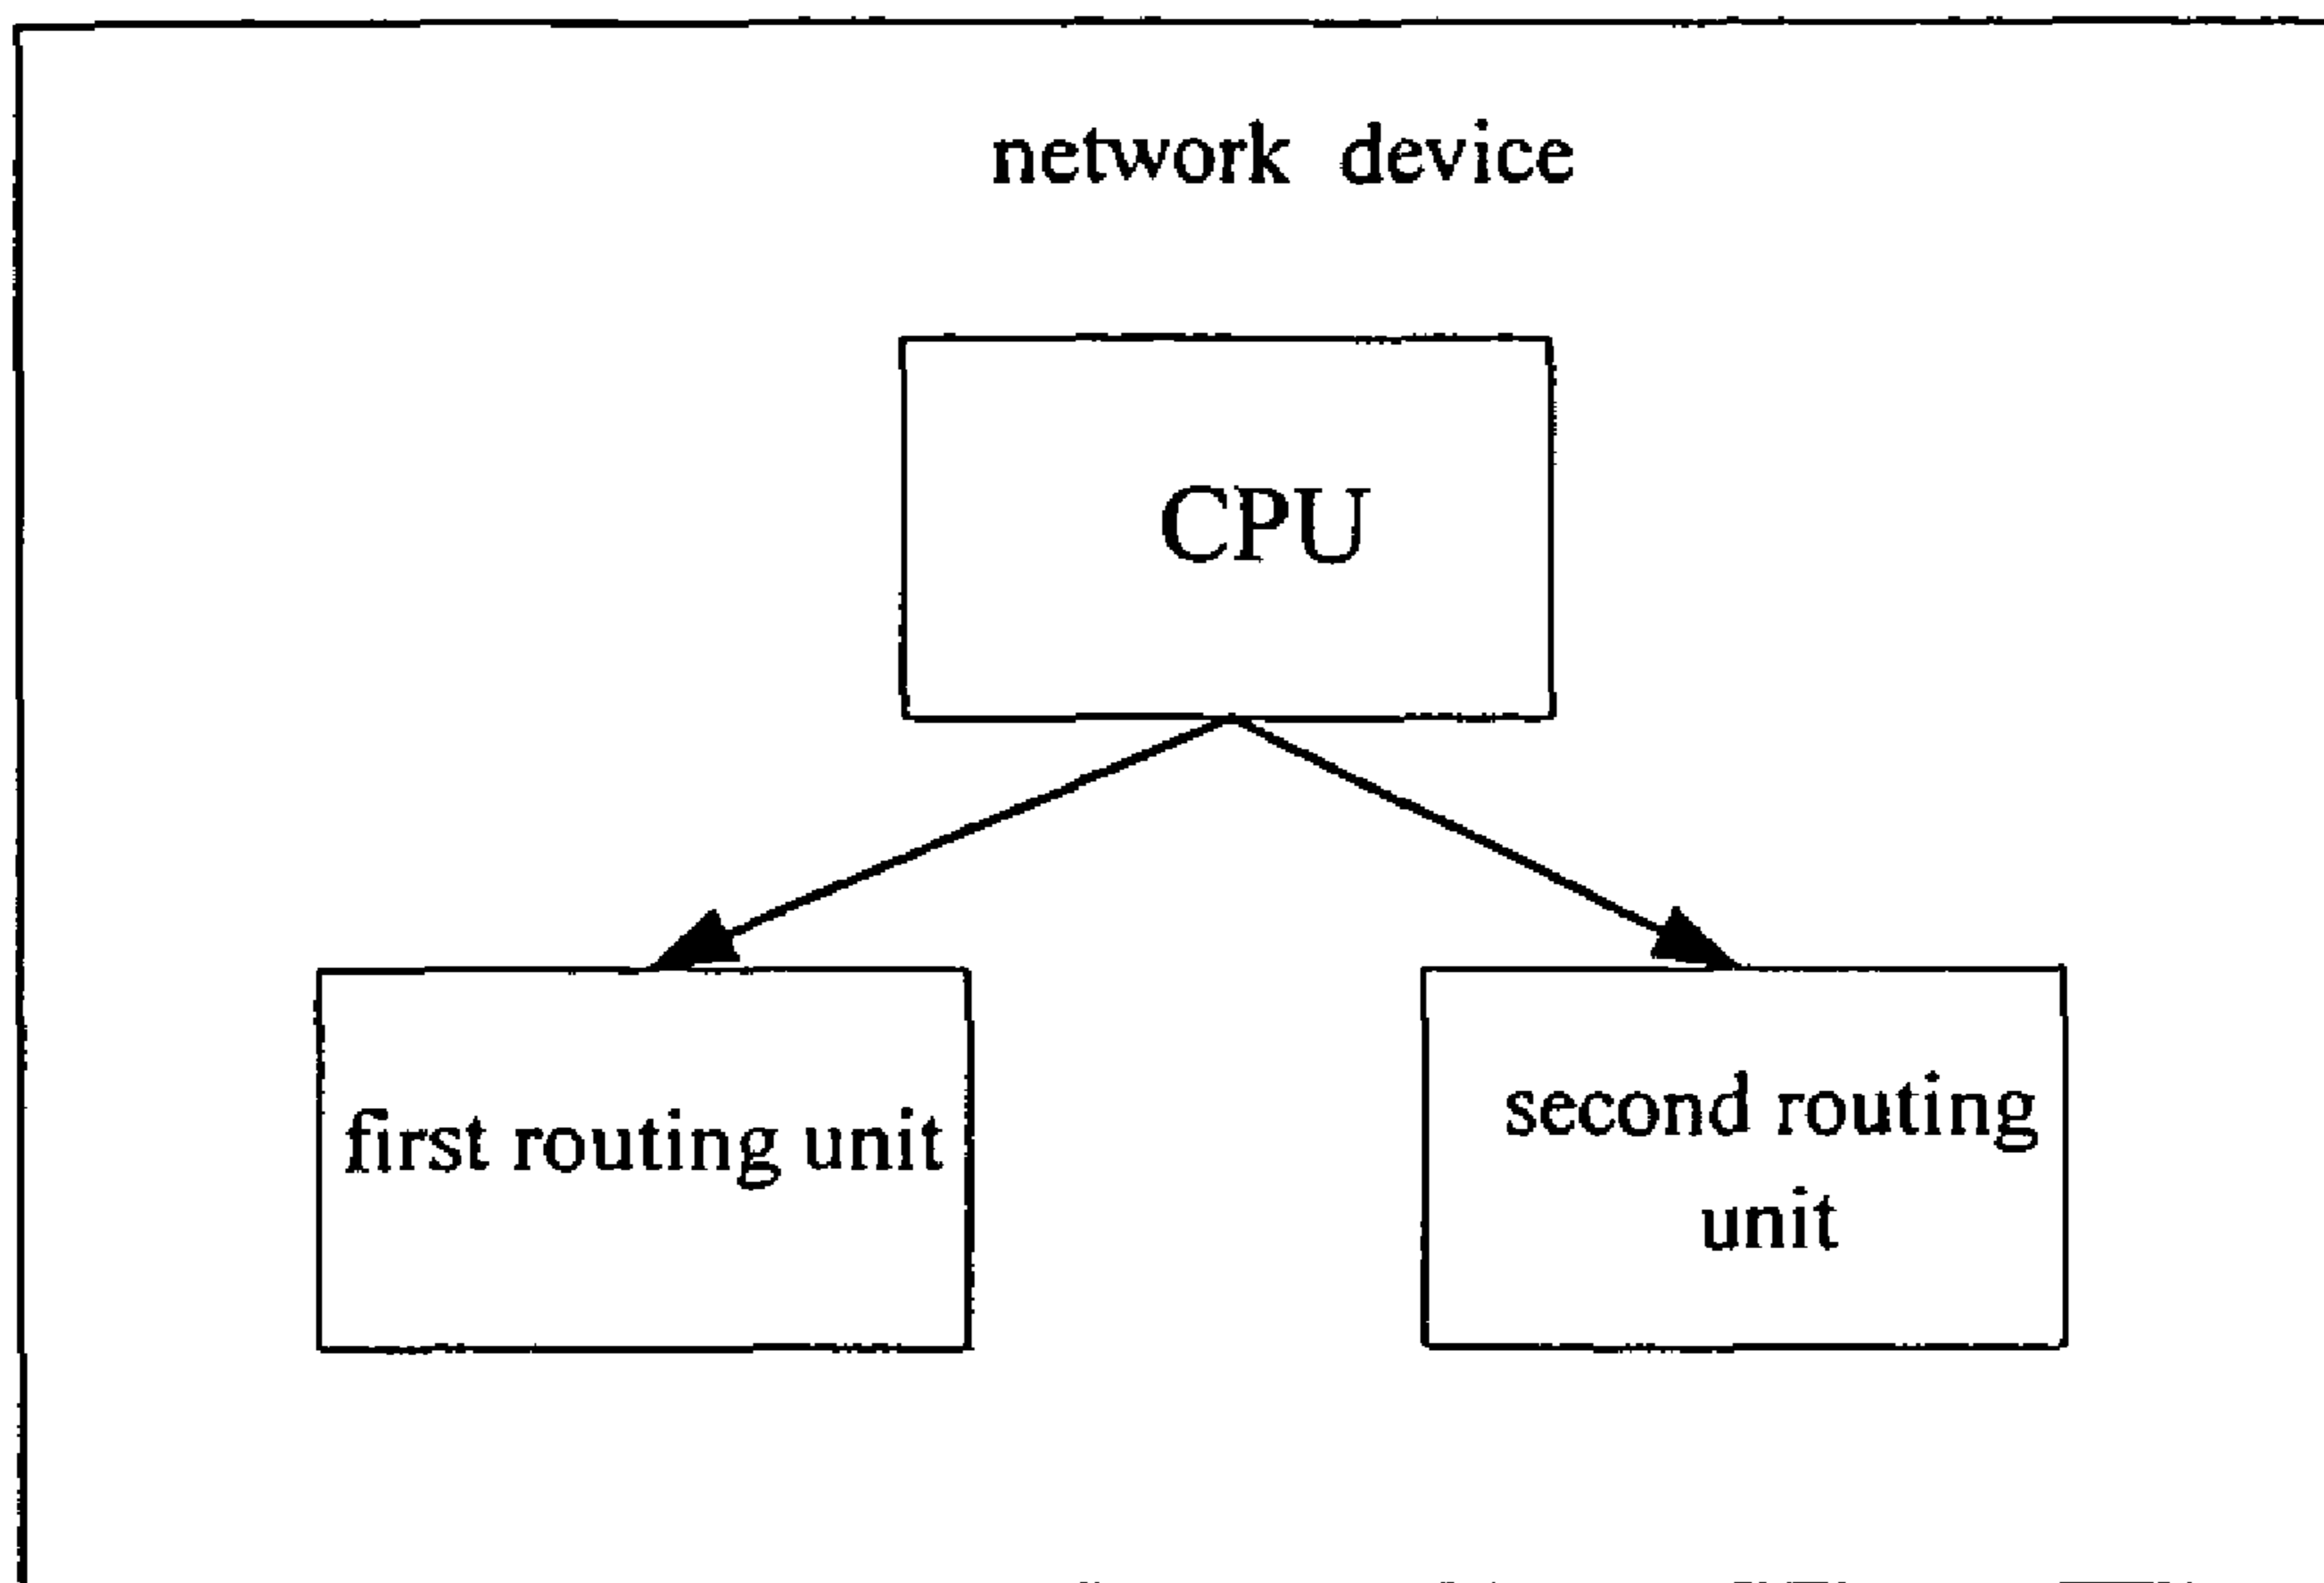 network device
CPU
first routing unit
second routing
unit